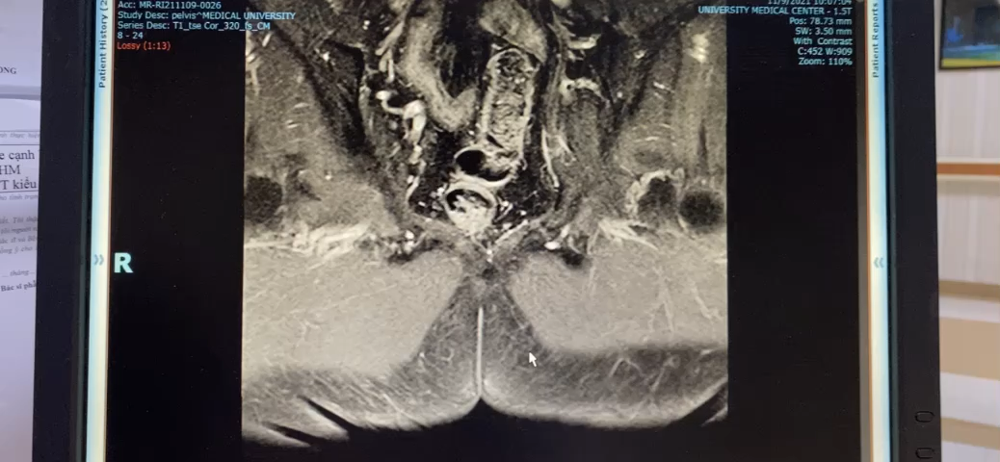 Acc: MR-RI211109-0026
Study Desc: pelvis^MEDICAL UNIVERSITY
Series Desc: T1_tse Cor_320_fs_CM
8 - 24
Lossy (1:13)
11/9/2021 10:07:04
UNIVERSITY MEDICAL CENTER - 1.5T
Pos: 78.73 mm
SW: 3.50 mm
With Contrast
C:452 W:909
Zoom: 110%
Patient History (2
Patient Reports
R
ONG
e cạnh
HM
T kiểu